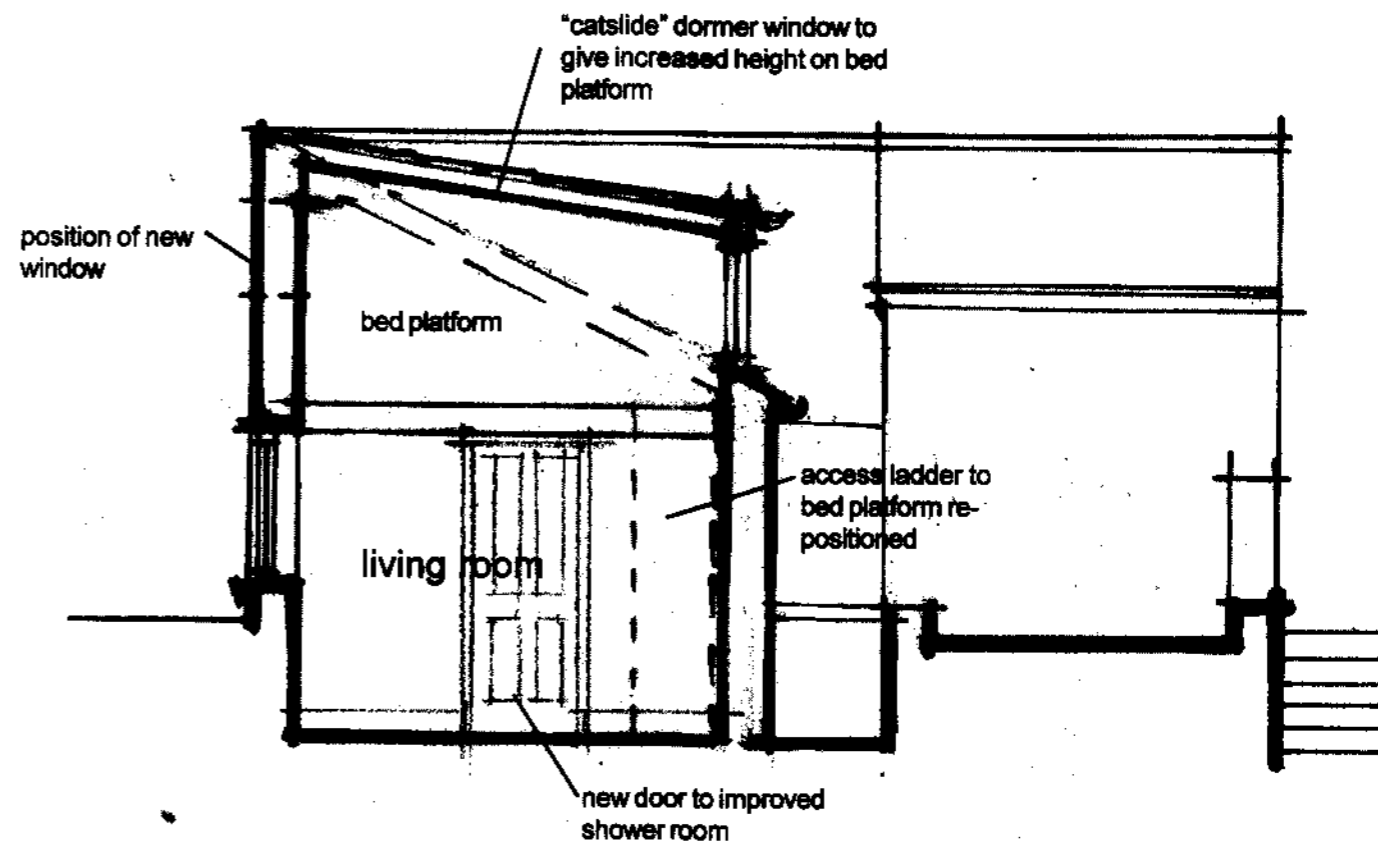 “catslide” dormer window to
give increased height on bed
platform
position of new
window
bed platform
access ladder to
bed platform re-
positioned
living room
new door to improved
shower room